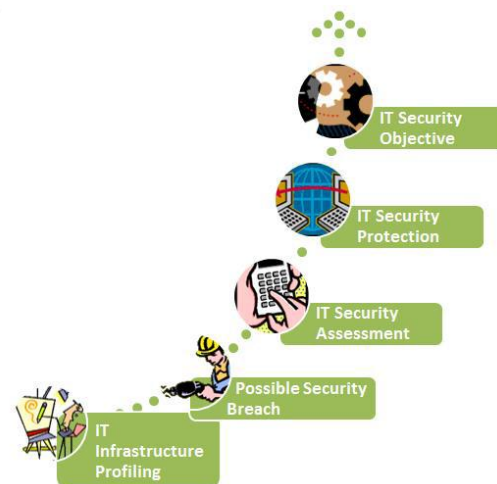 IT Security
Objective
IT Security
Protection
IT Security
Assessment
Possible Security
Breach
IT
Infrastructure
Profiling